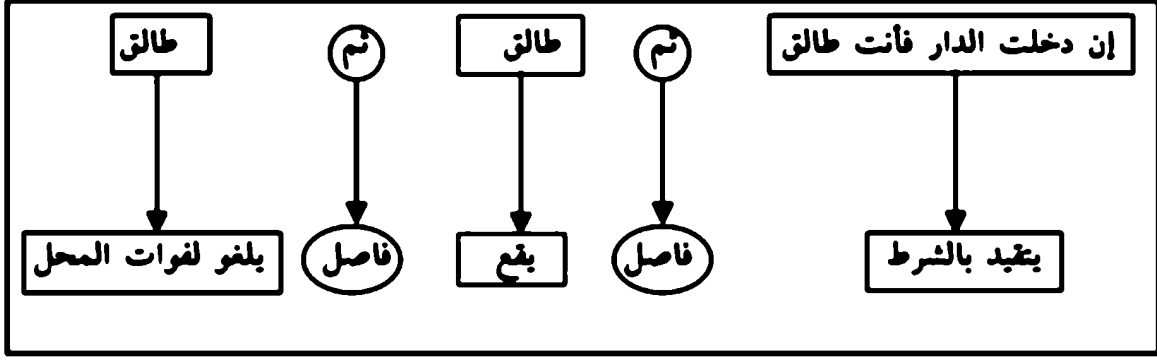 إن دخلت الدار فأنت طالق ثم طالق ثم طالق
يتقيد بالشرط فاصل يقع فاصل يلغو لفوات المحل